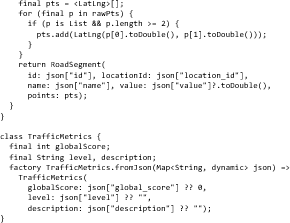 final pts = <LatLng>[];
for (final p in rawPts) {
if (p is List && p.length >= 2) {
pts.add(LatLng(p[0].toDouble(), p[1].toDouble()));
}
}
return RoadSegment(
id: json["id"], locationId: json["location_id"],
name: json["name"], value: json["value"]?.toDouble(),
points: pts);
}
}
class TrafficMetrics {
final int globalScore;
final String level, description;
factory TrafficMetrics.fromJson(Map<String, dynamic> json) =>
TrafficMetrics(
globalScore: json["global_score"] ?? 0,
level: json["level"] ?? "",
description: json["description"] ?? "");
}